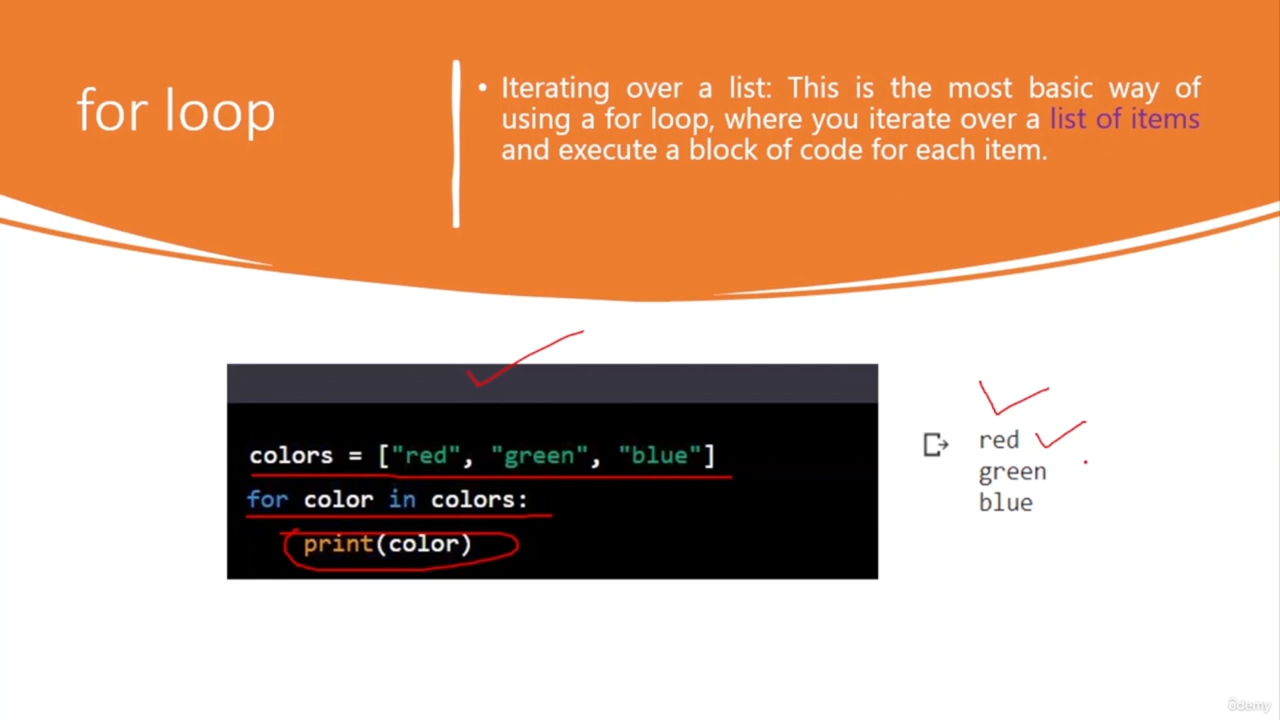 for loop
• Iterating over a list: This is the most basic way of
using a for loop, where you iterate over a list of items
and execute a block of code for each item.
colors = ["red", "green", "blue"]
for color in colors:
    print(color)
red
green
blue
ûdemy